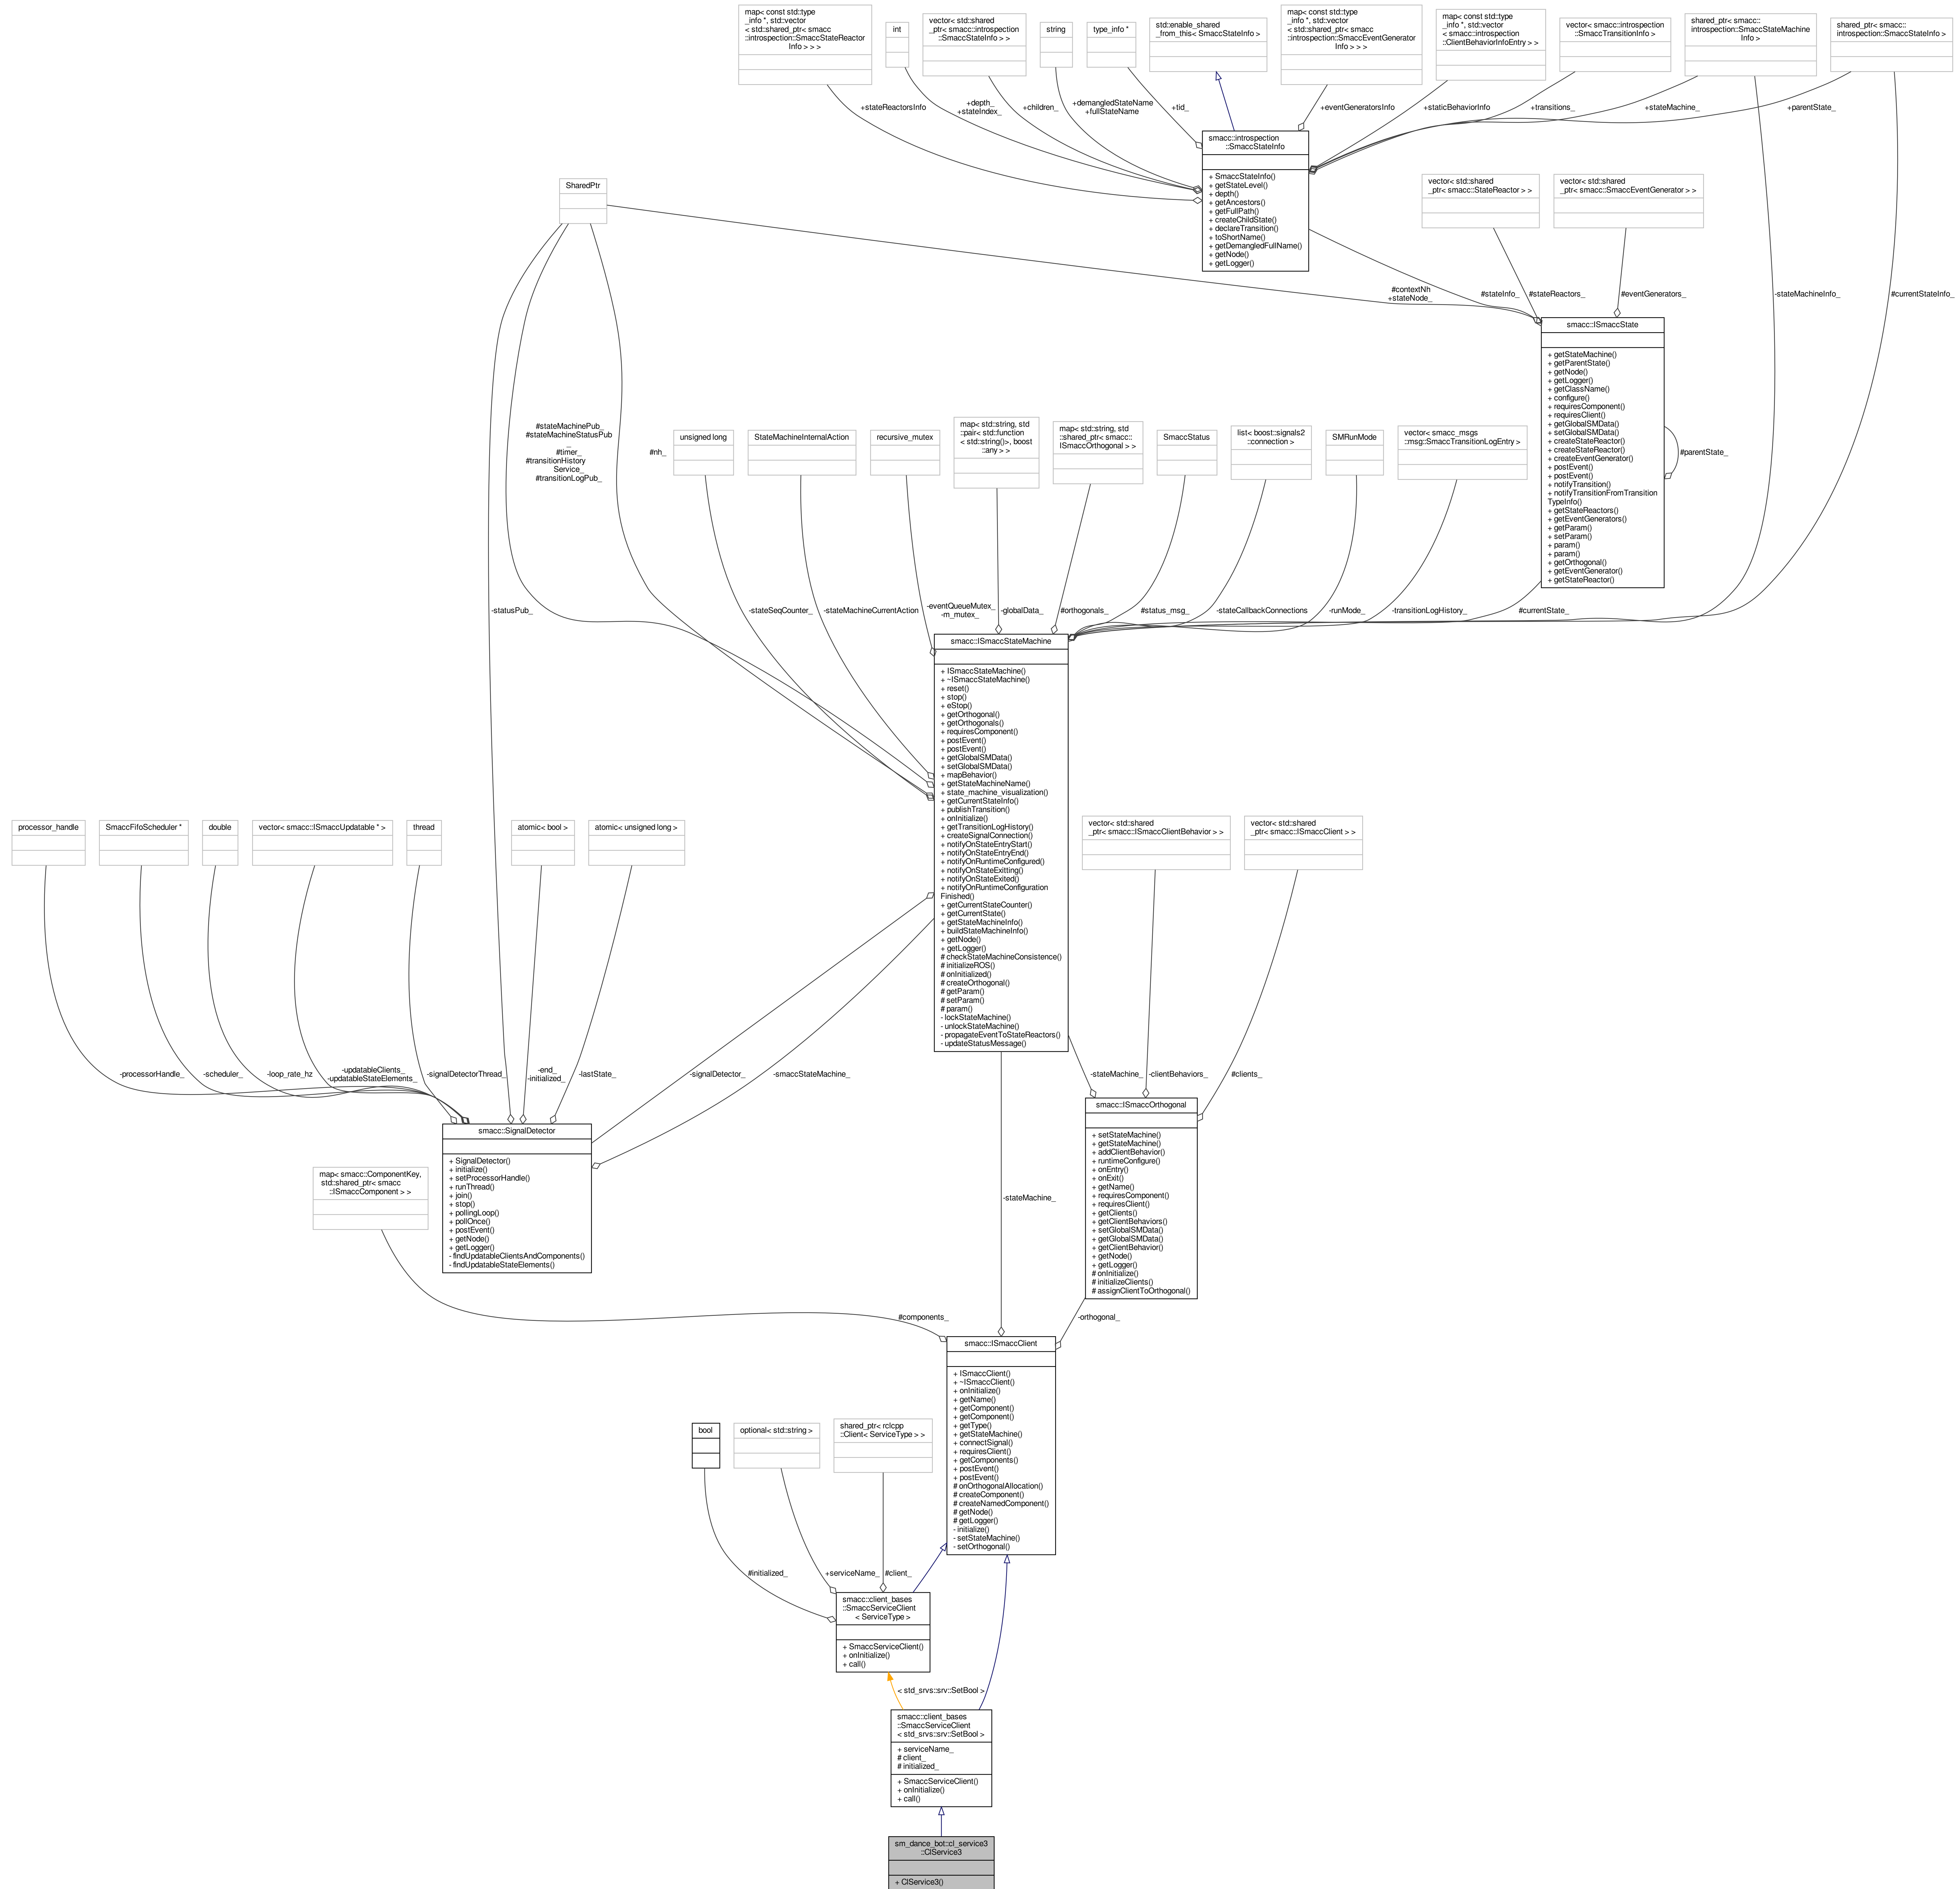 map< const std::type
_info *, std::vector
< std::shared_ptr< smacc
::introspection::SmaccStateReactor
Info > > >
int
vector< std::shared
_ptr< smacc::introspection
::SmaccStateInfo > >
string
type_info *
std::enable_shared
_from_this< SmaccStateInfo >
map< const std::type
_info *, std::vector
< std::shared_ptr< smacc
::introspection::SmaccEventGenerator
Info > > >
map< const std::type
_info *, std::vector
< smacc::introspection
::ClientBehaviorInfoEntry > >
vector< smacc::introspection
::SmaccTransitionInfo >
shared_ptr< smacc::
introspection::SmaccStateMachine
Info >
shared_ptr< smacc::
introspection::SmaccStateInfo >
+stateReactorsInfo
+depth_
+stateIndex_
+children_
+demangledStateName
+fullStateName
+tid_
+eventGeneratorsInfo
+staticBehaviorInfo
+transitions_
+stateMachine_
+parentState_
smacc::introspection
::SmaccStateInfo
+ SmaccStateInfo()
+ getStateLevel()
+ depth()
+ getAncestors()
+ getFullPath()
+ createChildState()
+ declareTransition()
+ toShortName()
+ getDemangledFullName()
+ getNode()
+ getLogger()
SharedPtr
vector< std::shared
_ptr< smacc::StateReactor > >
vector< std::shared
_ptr< smacc::SmaccEventGenerator > >
#contextNh
+stateNode_
#stateInfo_
#stateReactors_
#eventGenerators_
-stateMachineInfo_
#currentStateInfo_
smacc::ISmaccState
+ getStateMachine()
+ getParentState()
+ getNode()
+ getLogger()
+ getClassName()
+ configure()
+ requiresComponent()
+ requiresClient()
+ getGlobalSMData()
+ setGlobalSMData()
+ createStateReactor()
+ createStateReactor()
+ createEventGenerator()
+ postEvent()
+ postEvent()
+ notifyTransition()
+ notifyTransitionFromTransition
TypeInfo()
+ getStateReactors()
+ getEventGenerators()
+ getParam()
+ setParam()
+ param()
+ param()
+ getOrthogonal()
+ getEventGenerator()
+ getStateReactor()
#parentState_
#stateMachinePub_
#stateMachineStatusPub
_
#timer_
#transitionHistory
Service_
#transitionLogPub_
#nh_
unsigned long
StateMachineInternalAction
recursive_mutex
map< std::string, std
::pair< std::function
< std::string()>, boost
::any > >
map< std::string, std
::shared_ptr< smacc::
ISmaccOrthogonal > >
SmaccStatus
list< boost::signals2
::connection >
SMRunMode
vector< smacc_msgs
::msg::SmaccTransitionLogEntry >
-statusPub_
-stateSeqCounter_
-stateMachineCurrentAction
-eventQueueMutex_
-m_mutex_
-globalData_
#orthogonals_
#status_msg_
-stateCallbackConnections
-runMode_
-transitionLogHistory_
#currentState_
smacc::ISmaccStateMachine
+ ISmaccStateMachine()
+ ~ISmaccStateMachine()
+ reset()
+ stop()
+ eStop()
+ getOrthogonal()
+ getOrthogonals()
+ requiresComponent()
+ postEvent()
+ postEvent()
+ getGlobalSMData()
+ setGlobalSMData()
+ mapBehavior()
+ getStateMachineName()
+ state_machine_visualization()
+ getCurrentStateInfo()
+ publishTransition()
+ onInitialize()
+ getTransitionLogHistory()
+ createSignalConnection()
+ notifyOnStateEntryStart()
+ notifyOnStateEntryEnd()
+ notifyOnRuntimeConfigured()
+ notifyOnStateExitting()
+ notifyOnStateExited()
+ notifyOnRuntimeConfiguration
Finished()
+ getCurrentStateCounter()
+ getCurrentState()
+ getStateMachineInfo()
+ buildStateMachineInfo()
+ getNode()
+ getLogger()
# checkStateMachineConsistence()
# initializeROS()
# onInitialized()
# createOrthogonal()
# getParam()
# setParam()
# param()
- lockStateMachine()
- unlockStateMachine()
- propagateEventToStateReactors()
- updateStatusMessage()
processor_handle
SmaccFifoScheduler *
double
vector< smacc::ISmaccUpdatable * >
thread
atomic< bool >
atomic< unsigned long >
vector< std::shared
_ptr< smacc::ISmaccClientBehavior > >
vector< std::shared
_ptr< smacc::ISmaccClient > >
-processorHandle_
-scheduler_
-loop_rate_hz
-updatableClients_
-updatableStateElements_
-signalDetectorThread_
-end_
-initialized_
-lastState_
-signalDetector_
-smaccStateMachine_
-stateMachine_
-clientBehaviors_
#clients_
smacc::SignalDetector
+ SignalDetector()
+ initialize()
+ setProcessorHandle()
+ runThread()
+ join()
+ stop()
+ pollingLoop()
+ pollOnce()
+ postEvent()
+ getNode()
+ getLogger()
- findUpdatableClientsAndComponents()
- findUpdatableStateElements()
smacc::ISmaccOrthogonal
+ setStateMachine()
+ getStateMachine()
+ addClientBehavior()
+ runtimeConfigure()
+ onEntry()
+ onExit()
+ getName()
+ requiresComponent()
+ requiresClient()
+ getClients()
+ getClientBehaviors()
+ setGlobalSMData()
+ getGlobalSMData()
+ getClientBehavior()
+ getNode()
+ getLogger()
# onInitialize()
# initializeClients()
# assignClientToOrthogonal()
map< smacc::ComponentKey,
std::shared_ptr< smacc
::ISmaccComponent > >
-stateMachine_
#components_
-orthogonal_
smacc::ISmaccClient
+ ISmaccClient()
+ ~ISmaccClient()
+ onInitialize()
+ getName()
+ getComponent()
+ getComponent()
+ getType()
+ getStateMachine()
+ connectSignal()
+ requiresClient()
+ getComponents()
+ postEvent()
+ postEvent()
# onOrthogonalAllocation()
# createComponent()
# createNamedComponent()
# getNode()
# getLogger()
- initialize()
- setStateMachine()
- setOrthogonal()
bool
optional< std::string >
shared_ptr< rclcpp
::Client< ServiceType > >
#initialized_
+serviceName_
#client_
smacc::client_bases
::SmaccServiceClient
< ServiceType >
+ SmaccServiceClient()
+ onInitialize()
+ call()
< std_srvs::srv::SetBool >
smacc::client_bases
::SmaccServiceClient
< std_srvs::srv::SetBool >
+ serviceName_
# client_
# initialized_
+ SmaccServiceClient()
+ onInitialize()
+ call()
sm_dance_bot::cl_service3
::ClService3
+ ClService3()